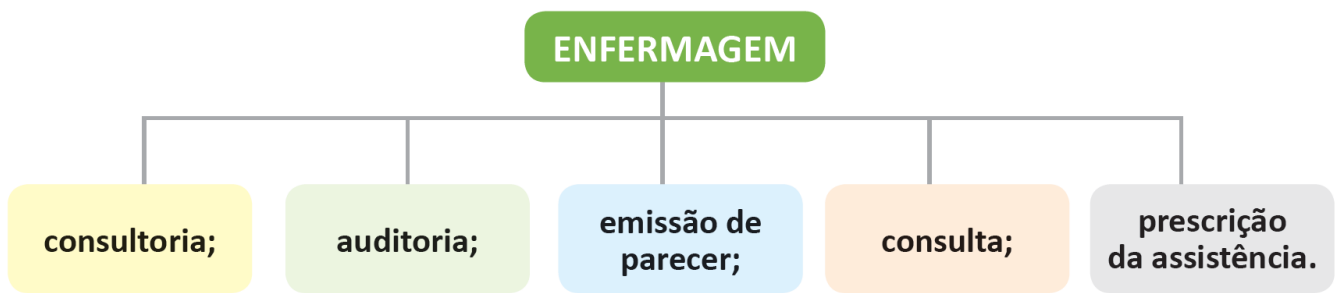 ENFERMAGEM
consultoria;
auditoria;
emissão de
parecer;
consulta;
prescrição
da assistência.